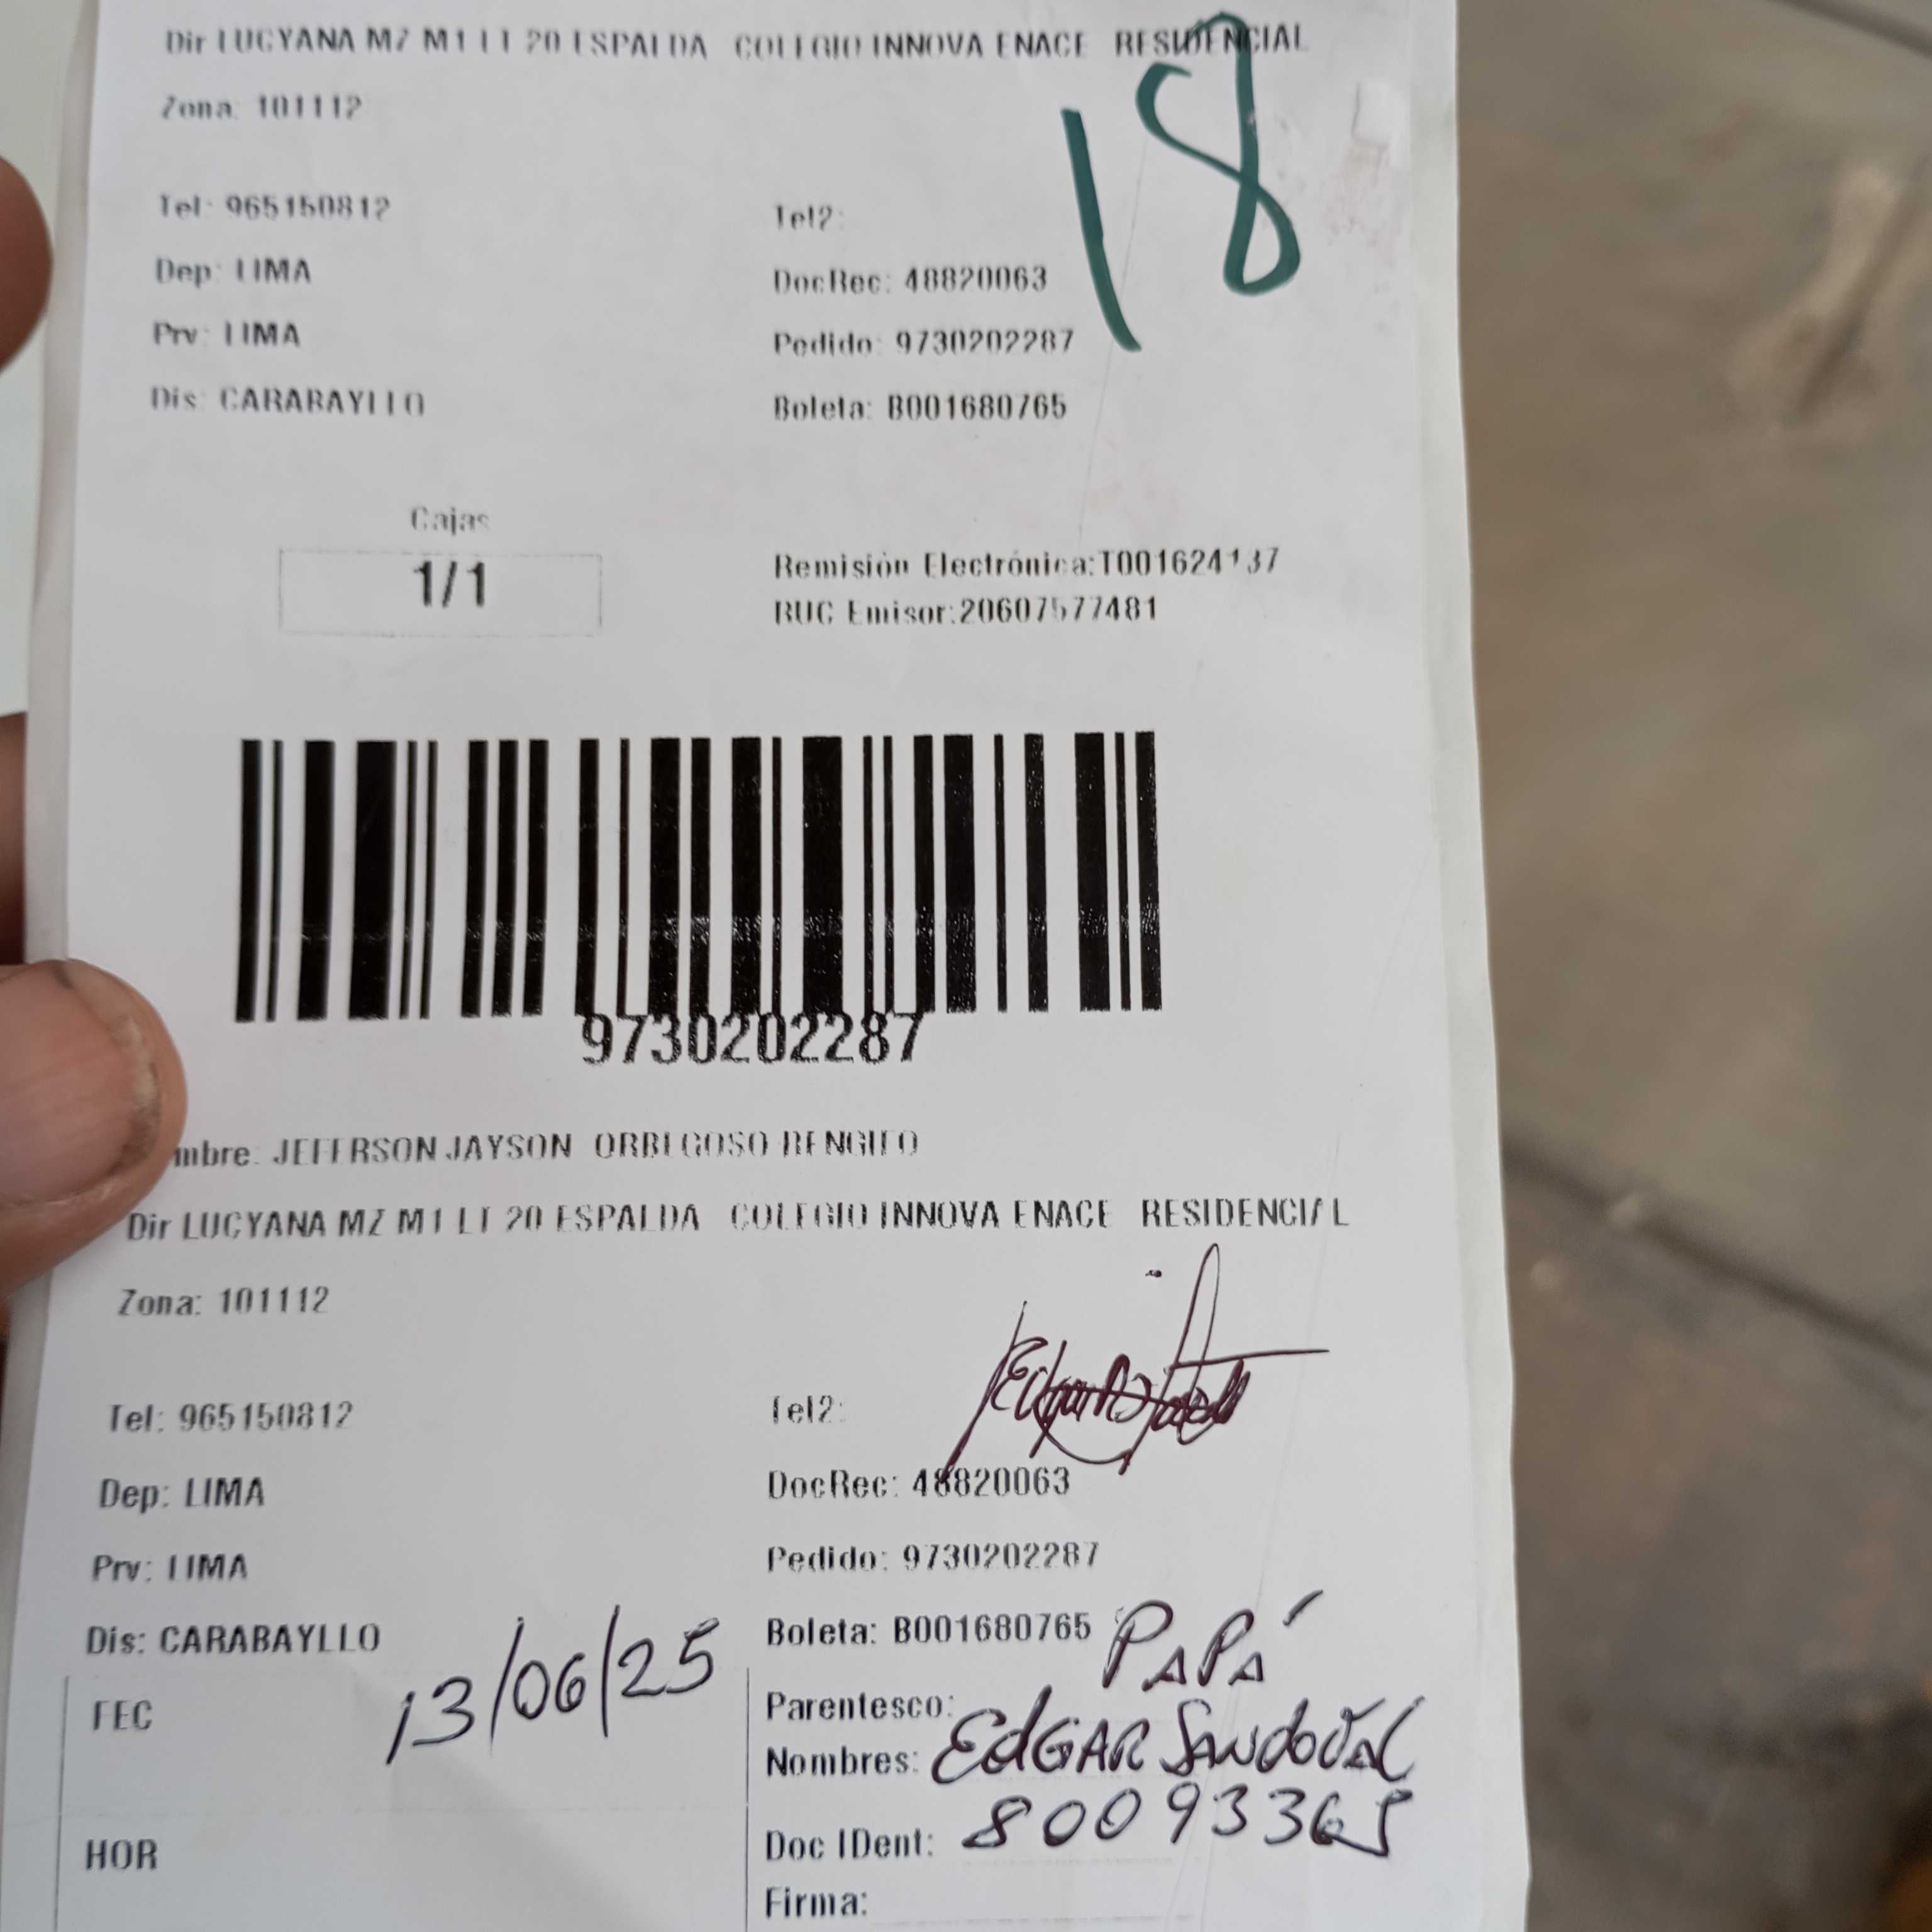 Dir LUCYANA MZ M1 LT 20 ESPALDA COLEGIO INNOVA ENACE RESIDENCIAL
18
Zona: 101112
Tel: 965150812 Tel2:
Dep: LIMA DocRec: 48820063
Prv: LIMA Pedido: 9730202287
Dis: CARABAYLLO Boleta: B001680765
Cajas
1/1
Remisión Electrónica:T001624137
RUC Emisor:20607577481
9730202287
mbre: JEFERSON JAYSON ORBEGOSO RENGIFO
Dir LUCYANA MZ M1 LT 20 ESPALDA COLEGIO INNOVA ENACE RESIDENCIAL
Zona: 101112
Tel: 965150812 Tel2:
Dep: LIMA DocRec: 48820063
Prv: LIMA Pedido: 9730202287
Dis: CARABAYLLO Boleta: B001680765
FEC 13/06/25 Parentesco: PAPÁ
Nombres: EdGAR SANdoVAL
HOR Doc IDent: 80093365
Firma: